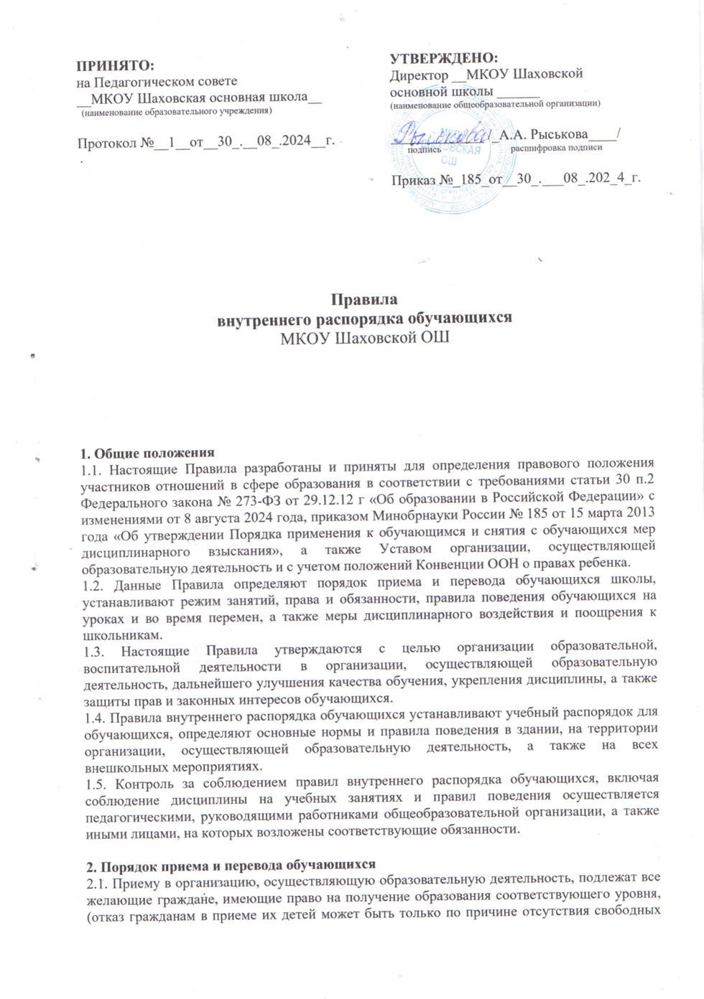 ПРИНЯТО:
на Педагогическом совете
__МКОУ Шаховская основная школа__
(наименование образовательного учреждения)
Протокол №__1__от__30_.__08_.2024__г.
.
УТВЕРЖДЕНО:
Директор __МКОУ Шаховской
основной школы ______
(наименование общеобразовательной организации)
Рыськова/_А.А. Рыськова____/
подпись расшифровка подписи
ШАХОВСКАЯ
ОШ
Приказ №_185_от__30_.___08_.202_4_г.
Правила
внутреннего распорядка обучающихся
МКОУ Шаховской ОШ
1. Общие положения
1.1. Настоящие Правила разработаны и приняты для определения правового положения
участников отношений в сфере образования в соответствии с требованиями статьи 30 п.2
Федерального закона № 273-ФЗ от 29.12.12 г «Об образовании в Российской Федерации» с
изменениями от 8 августа 2024 года, приказом Минобрнауки России № 185 от 15 марта 2013
года «Об утверждении Порядка применения к обучающимся и снятия с обучающихся мер
дисциплинарного взыскания», а также Уставом организации, осуществляющей
образовательную деятельность и с учетом положений Конвенции ООН о правах ребенка.
1.2. Данные Правила определяют порядок приема и перевода обучающихся школы,
устанавливают режим занятий, права и обязанности, правила поведения обучающихся на
уроках и во время перемен, а также меры дисциплинарного воздействия и поощрения к
школьникам.
1.3. Настоящие Правила утверждаются с целью организации образовательной,
воспитательной деятельности в организации, осуществляющей образовательную
деятельность, дальнейшего улучшения качества обучения, укрепления дисциплины, а также
защиты прав и законных интересов обучающихся.
1.4. Правила внутреннего распорядка обучающихся устанавливают учебный распорядок для
обучающихся, определяют основные нормы и правила поведения в здании, на территории
организации, осуществляющей образовательную деятельность, а также на всех
внешкольных мероприятиях.
1.5. Контроль за соблюдением правил внутреннего распорядка обучающихся, включая
соблюдение дисциплины на учебных занятиях и правил поведения осуществляется
педагогическими, руководящими работниками общеобразовательной организации, а также
иными лицами, на которых возложены соответствующие обязанности.
2. Порядок приема и перевода обучающихся
2.1. Приему в организацию, осуществляющую образовательную деятельность, подлежат все
желающие граждане, имеющие право на получение образования соответствующего уровня,
(отказ гражданам в приеме их детей может быть только по причине отсутствия свободных